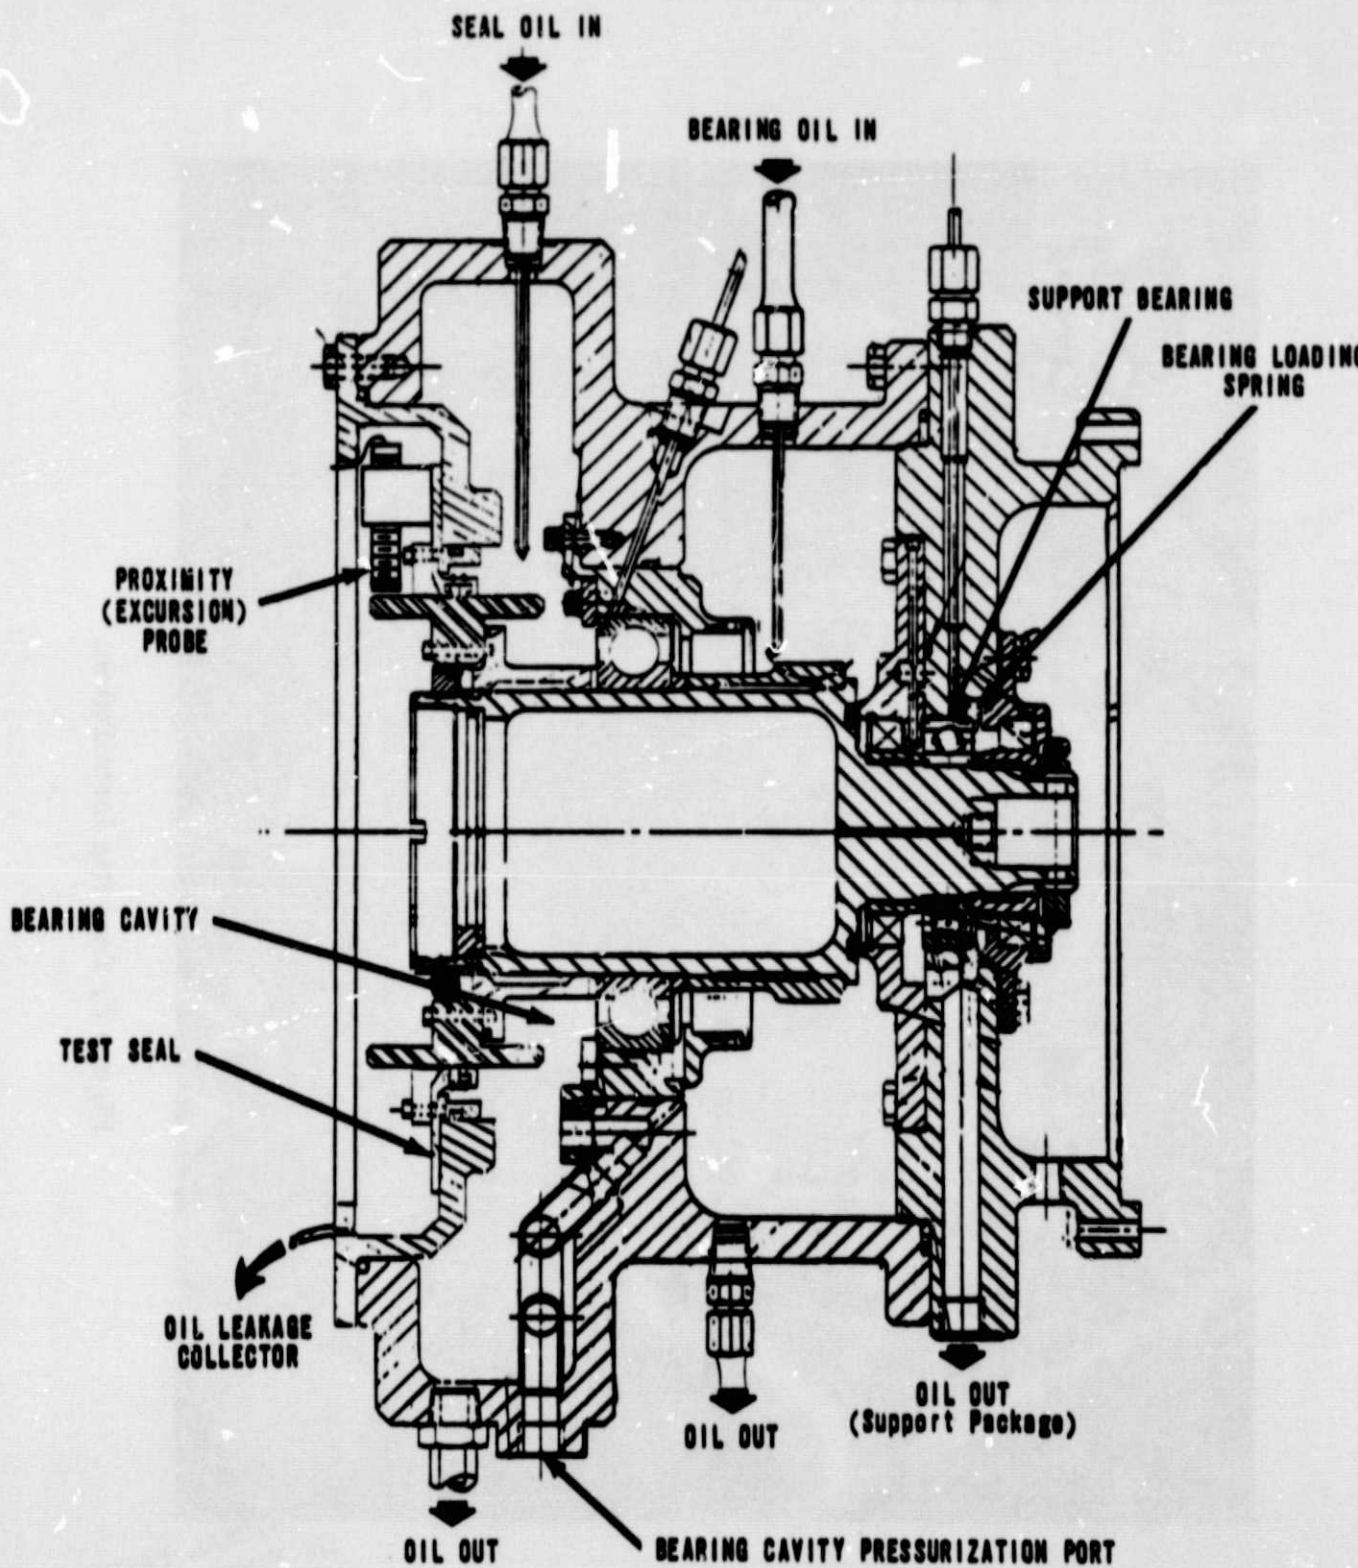 SEAL OIL IN
BEARING OIL IN
SUPPORT BEARING
BEARING LOADING
SPRING
PROXIMITY
(EXCURSION)
PROBE
BEARING CAVITY
TEST SEAL
OIL LEAKAGE
COLLECTOR
OIL OUT
(Support Package)
OIL OUT
OIL OUT
BEARING CAVITY PRESSURIZATION PORT